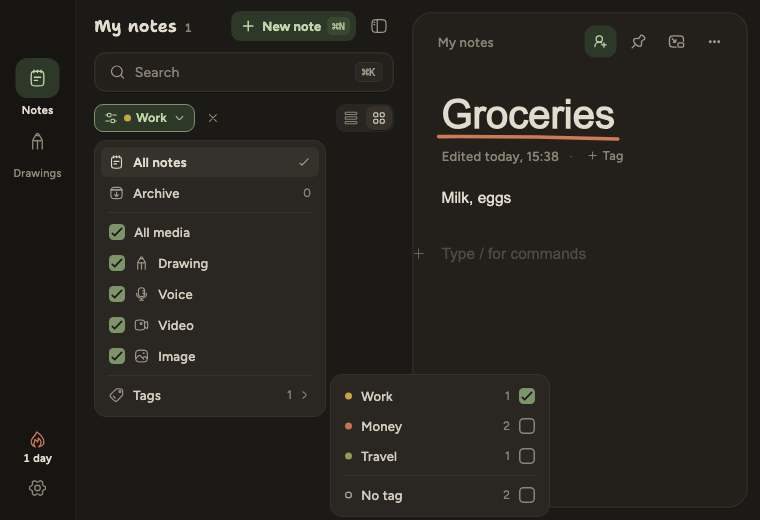 Notes
Drawings
1 day
My notes 1
+ New note ⌘N
Search ⌘K
Work
All notes
Archive 0
All media
Drawing
Voice
Video
Image
Tags 1
Work 1
Money 2
Travel 1
No tag 2
My notes
Groceries
Edited today, 15:38 · + Tag
Milk, eggs
+ Type / for commands